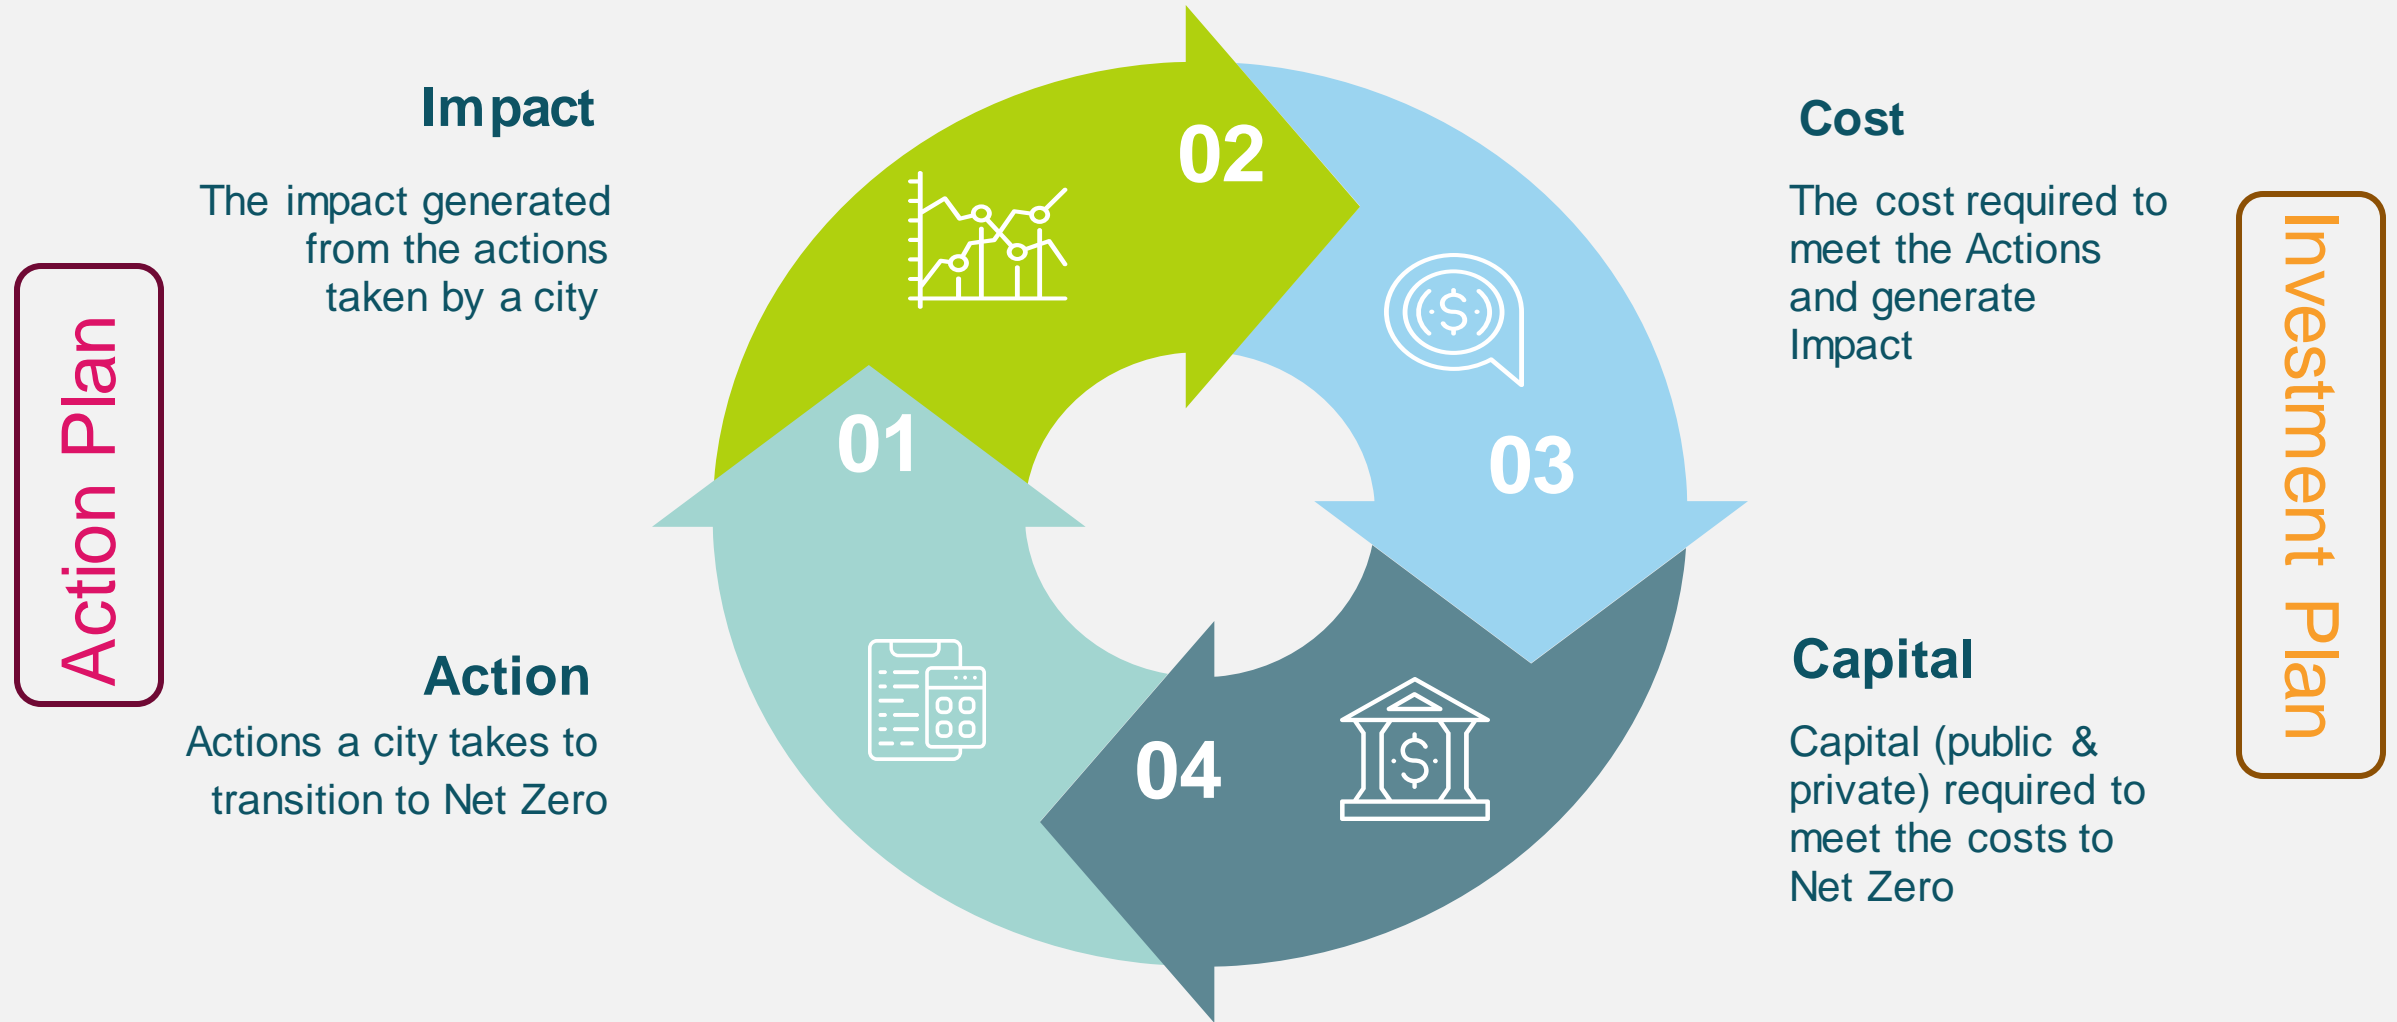 Action Plan
Impact
The impact generated
from the actions
taken by a city
Action
Actions a city takes to
transition to Net Zero
01
02
03
04
Cost
The cost required to
meet the Actions
and generate
Impact
Capital
Capital (public &
private) required to
meet the costs to
Net Zero
Investment Plan